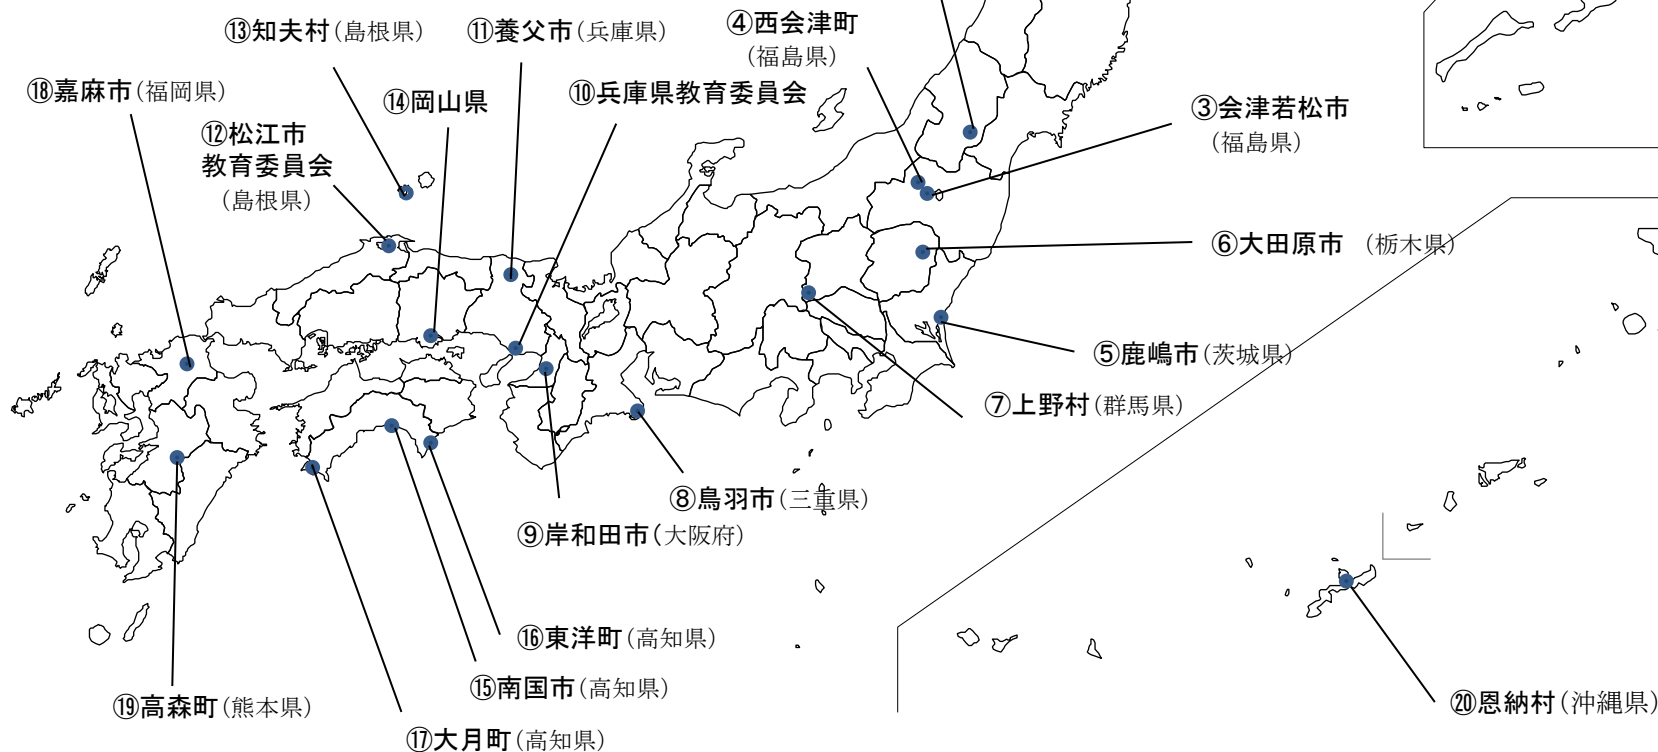 ⑬知夫村(島根県)
⑪養父市(兵庫県)
④西会津町
(福島県)
⑱嘉麻市(福岡県)
⑭岡山県
⑩兵庫県教育委員会
③会津若松市
(福島県)
⑫松江市
教育委員会
(島根県)
⑥大田原市 (栃木県)
⑤鹿嶋市(茨城県)
⑦上野村(群馬県)
⑧鳥羽市(三重県)
⑨岸和田市(大阪府)
⑯東洋町(高知県)
⑮南国市(高知県)
⑲高森町(熊本県)
⑰大月町(高知県)
⑳恩納村(沖縄県)